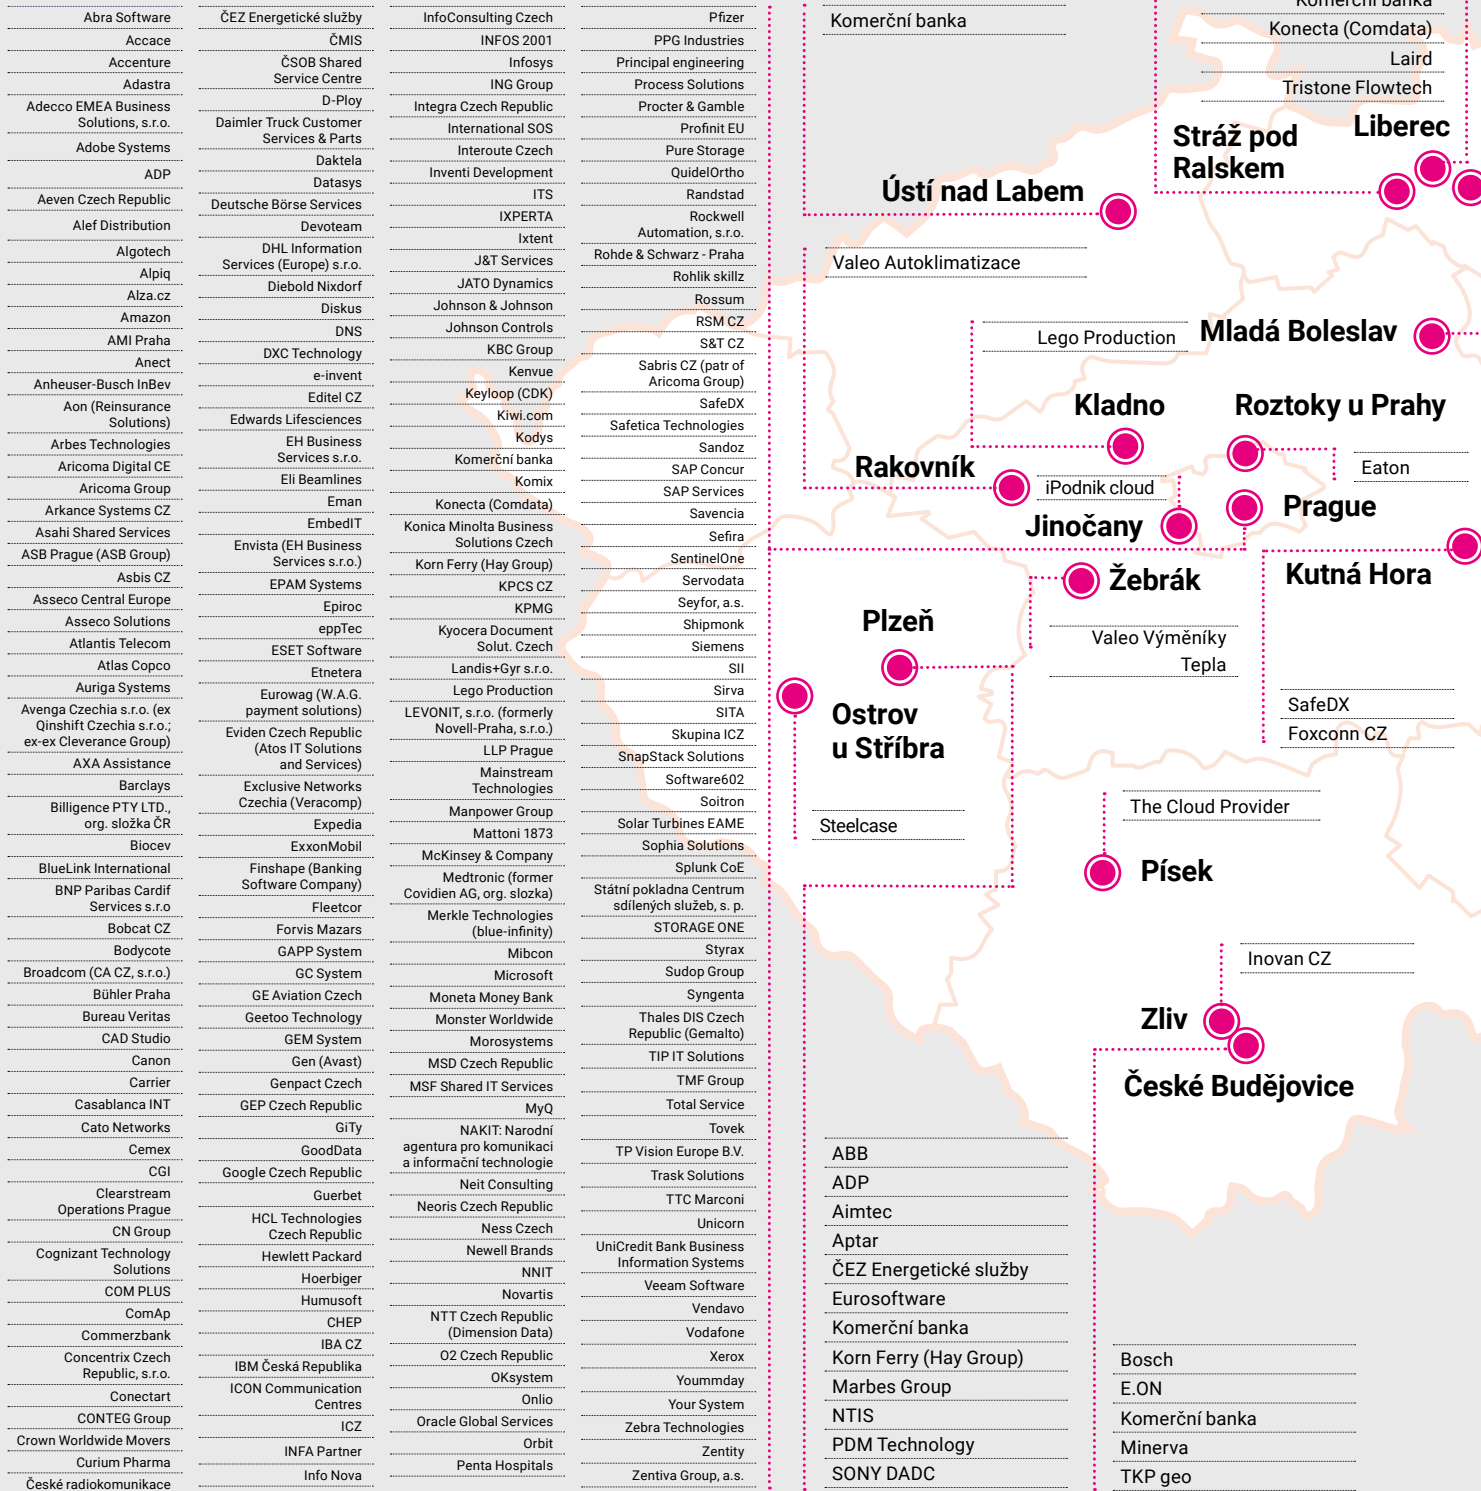 Abra Software
Accace
Accenture
Adastra
Adecco EMEA Business
Solutions, s.r.o.
Adobe Systems
ADP
Aeven Czech Republic
Alef Distribution
Algotech
Alpiq
Alza.cz
Amazon
AMI Praha
Anect
Anheuser-Busch InBev
Aon (Reinsurance
Solutions)
Arbes Technologies
Aricoma Digital CE
Aricoma Group
Arkance Systems CZ
Asahi Shared Services
ASB Prague (ASB Group)
Asbis CZ
Asseco Central Europe
Asseco Solutions
Atlantis Telecom
Atlas Copco
Auriga Systems
Avenga Czechia s.r.o. (ex
Qinshift Czechia s.r.o.;
ex-ex Cleverance Group)
AXA Assistance
Barclays
Billigence PTY LTD.,
org. složka ČR
Biocev
BlueLink International
BNP Paribas Cardif
Services s.r.o
Bobcat CZ
Bodycote
Broadcom (CA CZ, s.r.o.)
Bühler Praha
Bureau Veritas
CAD Studio
Canon
Carrier
Casablanca INT
Cato Networks
Cemex
CGI
Clearstream
Operations Prague
CN Group
Cognizant Technology
Solutions
COM PLUS
ComAp
Commerzbank
Concentrix Czech
Republic, s.r.o.
Conectart
CONTEG Group
Crown Worldwide Movers
Curium Pharma
České radiokomunikace
ČEZ Energetické služby
ČMIS
ČSOB Shared
Service Centre
D-Ploy
Daimler Truck Customer
Services & Parts
Daktela
Datasys
Deutsche Börse Services
Devoteam
DHL Information
Services (Europe) s.r.o.
Diebold Nixdorf
Diskus
DNS
DXC Technology
e-invent
Editel CZ
Edwards Lifesciences
EH Business
Services s.r.o.
Eli Beamlines
Eman
EmbedIT
Envista (EH Business
Services s.r.o.)
EPAM Systems
Epiroc
eppTec
ESET Software
Etnetera
Eurowag (W.A.G.
payment solutions)
Eviden Czech Republic
(Atos IT Solutions
and Services)
Exclusive Networks
Czechia (Veracomp)
Expedia
ExxonMobil
Finshape (Banking
Software Company)
Fleetcor
Forvis Mazars
GAPP System
GC System
GE Aviation Czech
Geetoo Technology
GEM System
Gen (Avast)
Genpact Czech
GEP Czech Republic
GiTy
GoodData
Google Czech Republic
Guerbet
HCL Technologies
Czech Republic
Hewlett Packard
Hoerbiger
Humusoft
CHEP
IBA CZ
IBM Česká Republika
ICON Communication
Centres
ICZ
INFA Partner
Info Nova
InfoConsulting Czech
INFOS 2001
Infosys
ING Group
Integra Czech Republic
International SOS
Interoute Czech
Inventi Development
ITS
IXPERTA
Ixtent
J&T Services
JATO Dynamics
Johnson & Johnson
Johnson Controls
KBC Group
Kenvue
Keyloop (CDK)
Kiwi.com
Kodys
Komerční banka
Komix
Konecta (Comdata)
Konica Minolta Business
Solutions Czech
Korn Ferry (Hay Group)
KPCS CZ
KPMG
Kyocera Document
Solut. Czech
Landis+Gyr s.r.o.
Lego Production
LEVONIT, s.r.o. (formerly
Novell-Praha, s.r.o.)
LLP Prague
Mainstream
Technologies
Manpower Group
Mattoni 1873
McKinsey & Company
Medtronic (former
Covidien AG, org. slozka)
Merkle Technologies
(blue-infinity)
Mibcon
Microsoft
Moneta Money Bank
Monster Worldwide
Morosystems
MSD Czech Republic
MSF Shared IT Services
MyQ
NAKIT: Narodní
agentura pro komunikaci
a informační technologie
Neit Consulting
Neoris Czech Republic
Ness Czech
Newell Brands
NNIT
Novartis
NTT Czech Republic
(Dimension Data)
O2 Czech Republic
OKsystem
Onlio
Oracle Global Services
Orbit
Penta Hospitals
Pfizer
PPG Industries
Principal engineering
Process Solutions
Procter & Gamble
Profinit EU
Pure Storage
QuidelOrtho
Randstad
Rockwell
Automation, s.r.o.
Rohde & Schwarz - Praha
Rohlik skillz
Rossum
RSM CZ
S&T CZ
Sabris CZ (patr of
Aricoma Group)
SafeDX
Safetica Technologies
Sandoz
SAP Concur
SAP Services
Savencia
Sefira
SentinelOne
Servodata
Seyfor, a.s.
Shipmonk
Siemens
SII
Sirva
SITA
Skupina ICZ
SnapStack Solutions
Software602
Soitron
Solar Turbines EAME
Sophia Solutions
Splunk CoE
Státní pokladna Centrum
sdílených služeb, s. p.
STORAGE ONE
Styrax
Sudop Group
Syngenta
Thales DIS Czech
Republic (Gemalto)
TIP IT Solutions
TMF Group
Total Service
Tovek
TP Vision Europe B.V.
Trask Solutions
TTC Marconi
Unicorn
UniCredit Bank Business
Information Systems
Veeam Software
Vendavo
Vodafone
Xerox
Yoummday
Your System
Zebra Technologies
Zentity
Zentiva Group, a.s.
Komerční banka
Komerční banka
Konecta (Comdata)
Laird
Tristone Flowtech
Stráž pod
Ralskem
Liberec
Ústí nad Labem
Valeo Autoklimatizace
Lego Production
Mladá Boleslav
Kladno
Roztoky u Prahy
Rakovník
Eaton
iPodnik cloud
Prague
Jinočany
Žebrák
Kutná Hora
Plzeň
Valeo Výměníky
Tepla
Ostrov
u Stříbra
SafeDX
Foxconn CZ
Steelcase
The Cloud Provider
Písek
Inovan CZ
Zliv
České Budějovice
ABB
ADP
Aimtec
Aptar
ČEZ Energetické služby
Eurosoftware
Komerční banka
Korn Ferry (Hay Group)
Marbes Group
NTIS
PDM Technology
SONY DADC
Bosch
E.ON
Komerční banka
Minerva
TKP geo